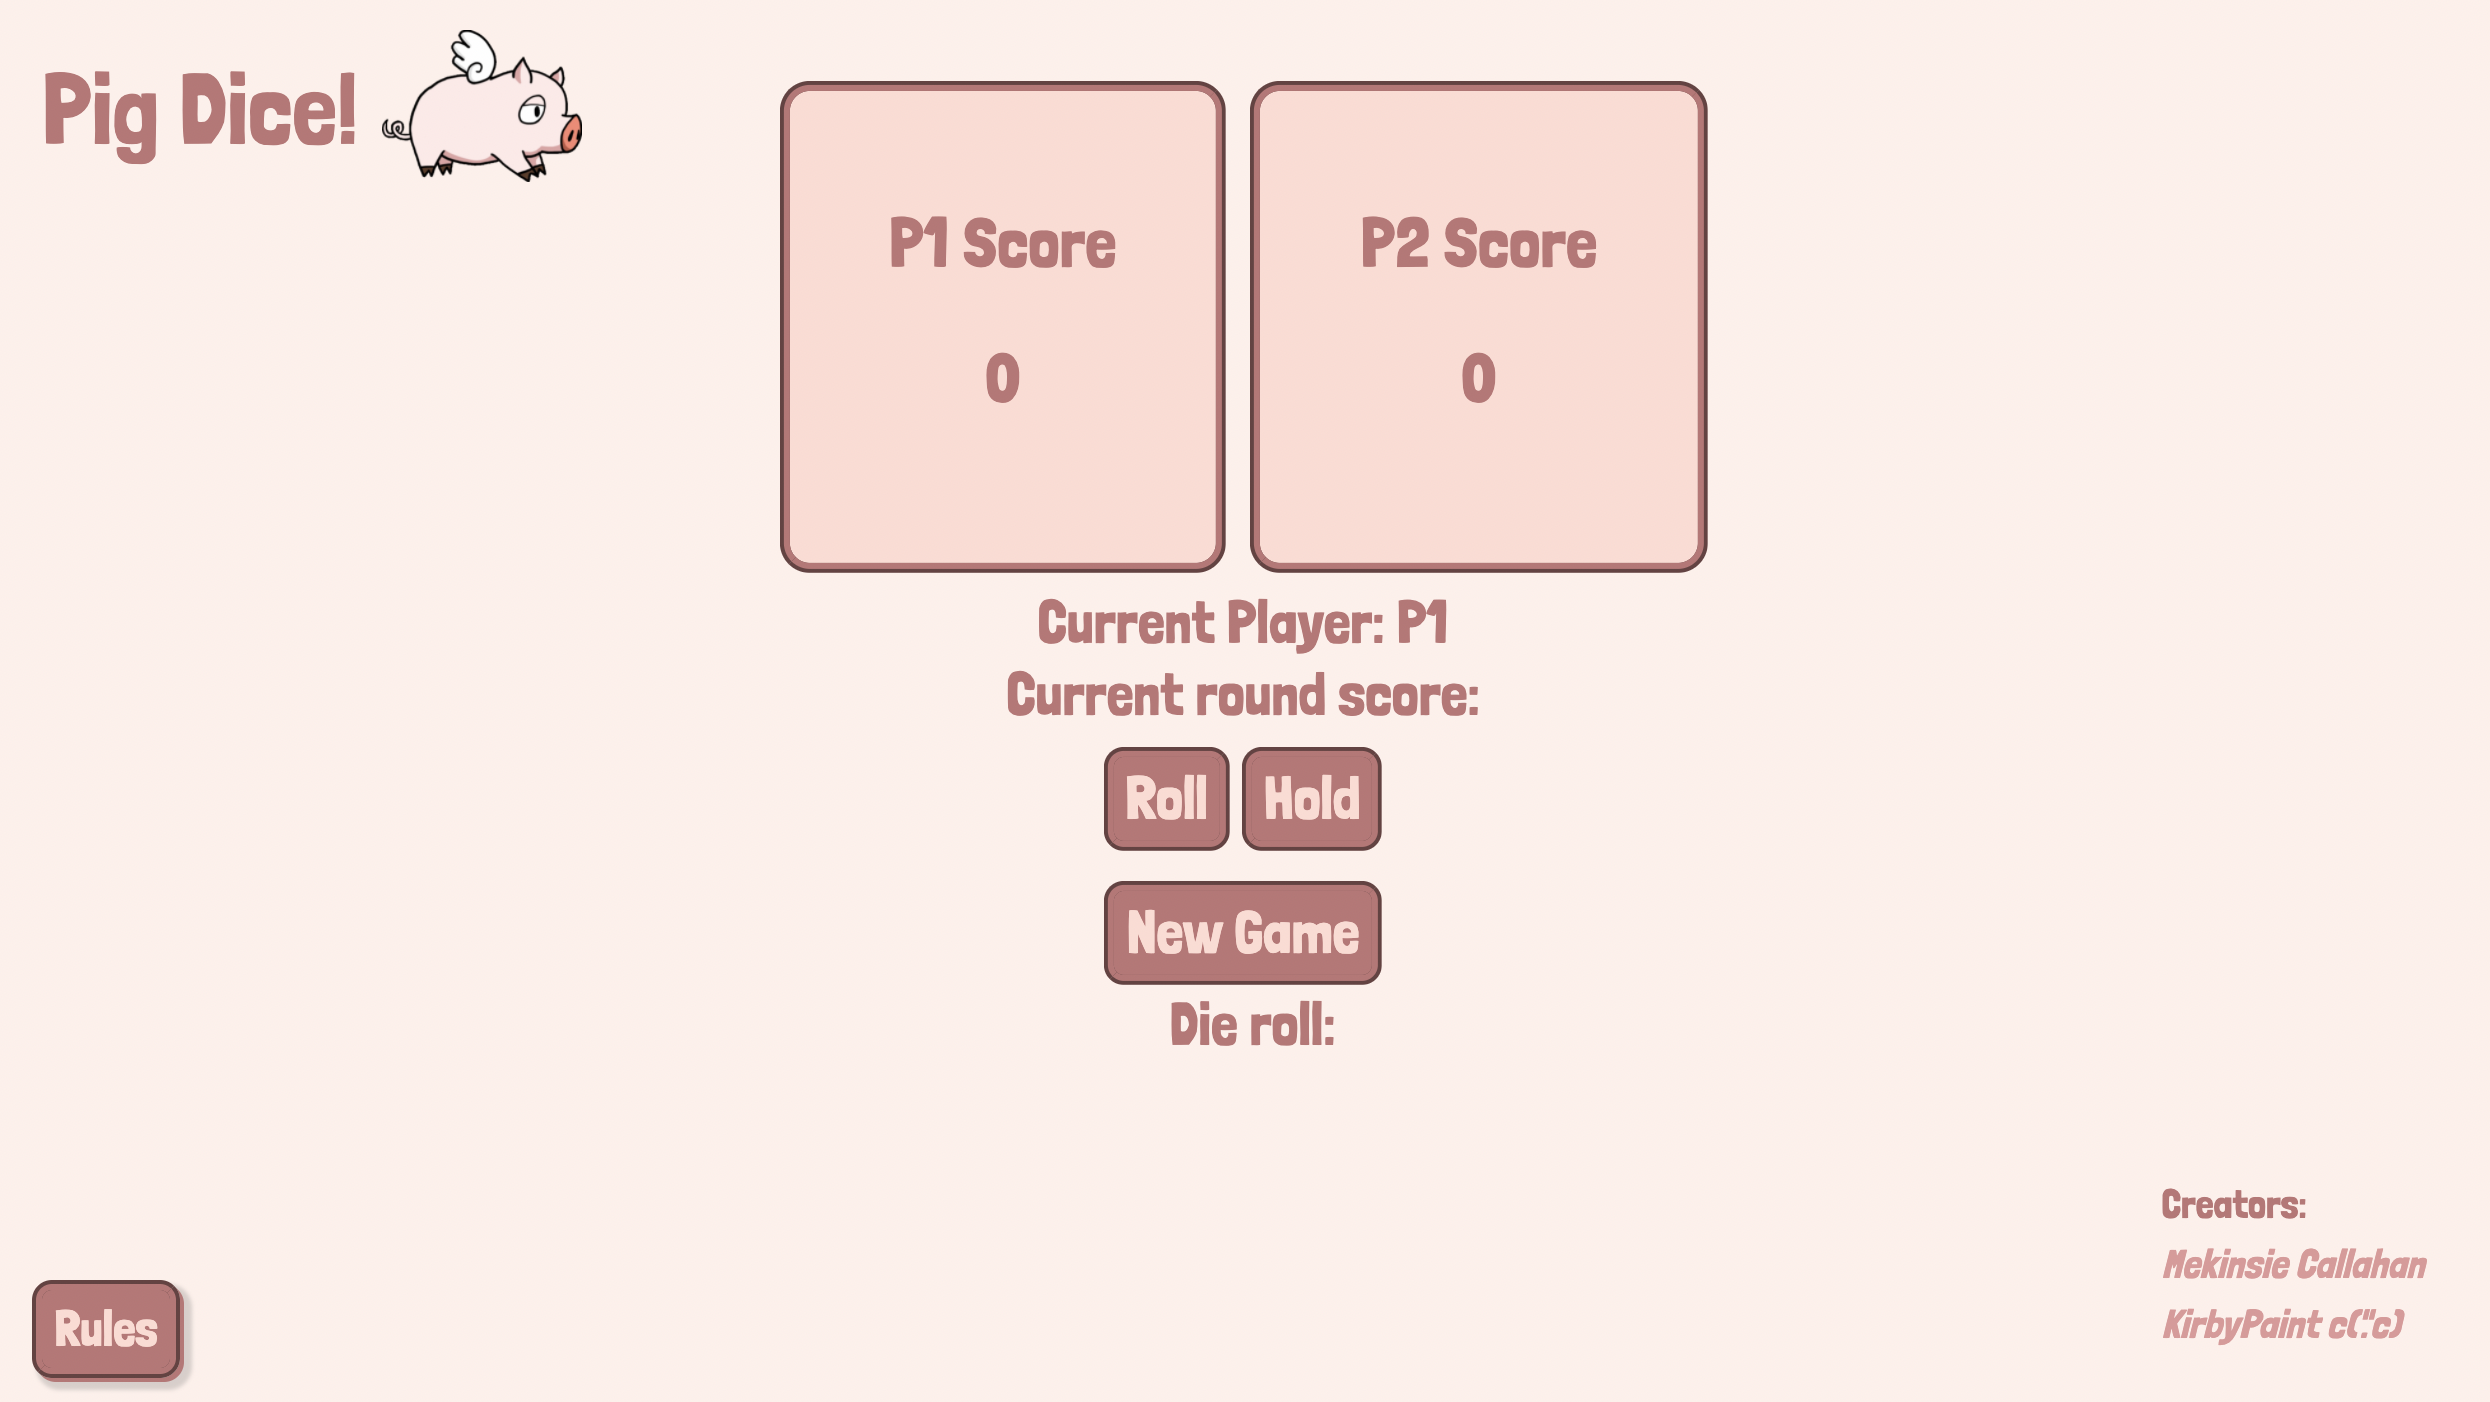 Pig Dice!
P1 Score
0
P2 Score
0
Current Player: P1
Current round score:
Roll
Hold
New Game
Die roll:
Rules
Creators:
Mekinsie Callahan
KirbyPaint c(".c)